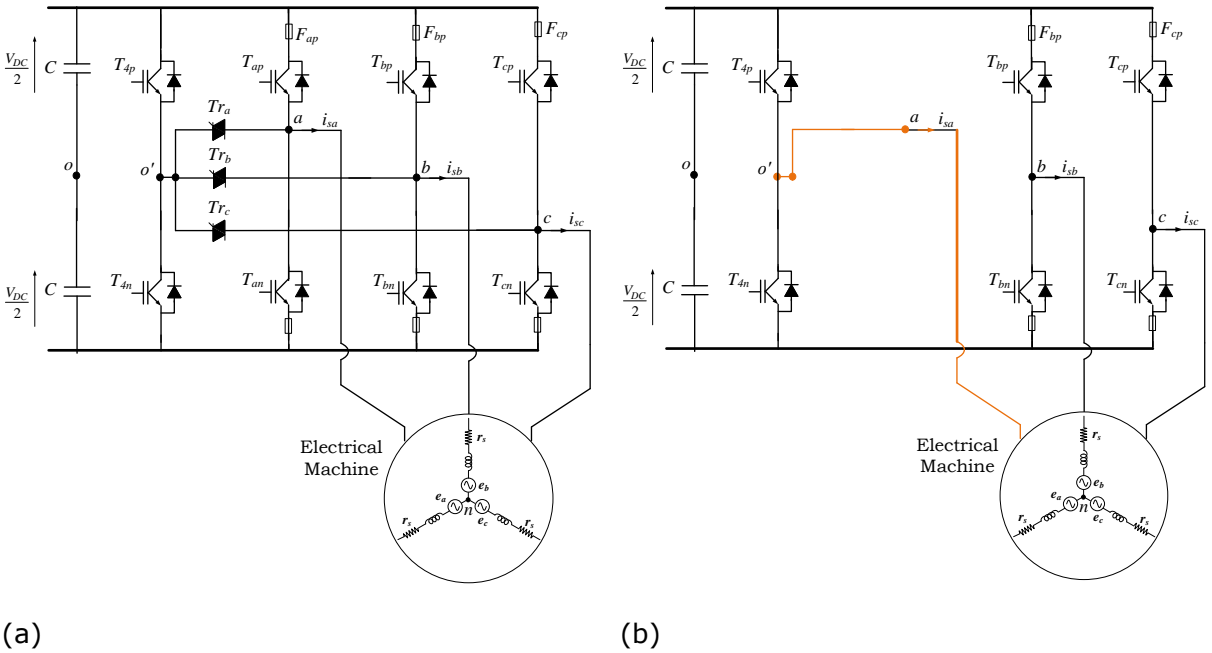 F_ap
F_bp
F_cp
V_DC
2
C
T_4p
T_ap
T_bp
T_cp
Tr_a
a
i_sa
o
o'
Tr_b
b
i_sb
Tr_c
c
i_sc
V_DC
2
C
T_4n
T_an
T_bn
T_cn
Electrical
Machine
r_s
e_b
e_a
n
e_c
r_s
r_s
(a)
F_bp
F_cp
V_DC
2
C
T_4p
T_bp
T_cp
a
i_sa
o
o'
b
i_sb
c
i_sc
V_DC
2
C
T_4n
T_bn
T_cn
Electrical
Machine
r_s
e_b
e_a
n
e_c
r_s
r_s
(b)